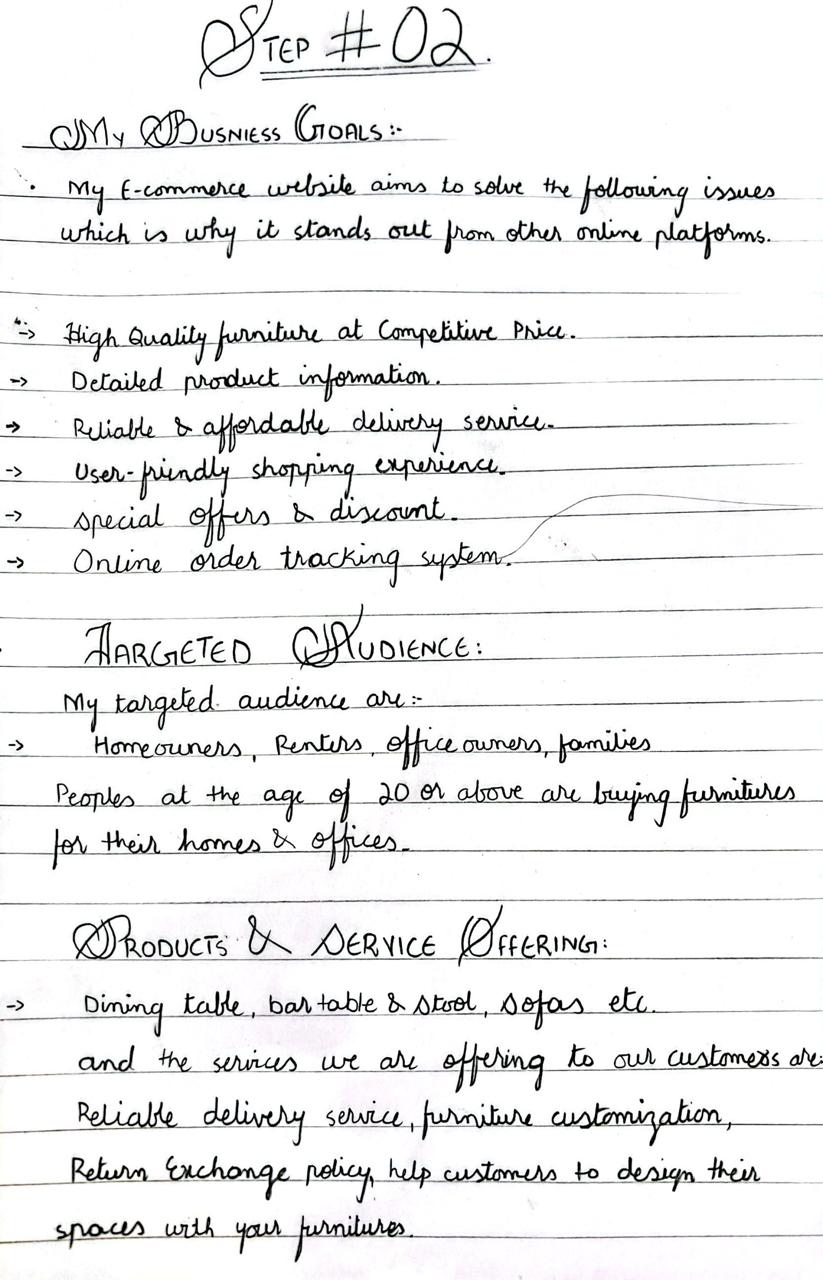 STEP #02.
My BUSNIESS GOALS:-
• My E-commerce website aims to solve the following issues
which is why it stands out from other online platforms.
-> High Quality furniture at Competitive Price.
-> Detailed product information.
-> Reliable & affordable delivery service.
-> User-friendly shopping experience.
-> special offers & discount.
-> Online order tracking system.
TARGETED AUDIENCE:
My targeted audience are:-
-> Homeowners, Renters, office owners, families
Peoples at the age of 20 or above are buying furnitures
for their homes & offices.
PRODUCTS & SERVICE OFFERING:
-> Dining table, bar table & stool, sofas etc.
and the services we are offering to our customers are:
Reliable delivery service, furniture customization,
Return Exchange policy, help customers to design their
spaces with your furnitures.